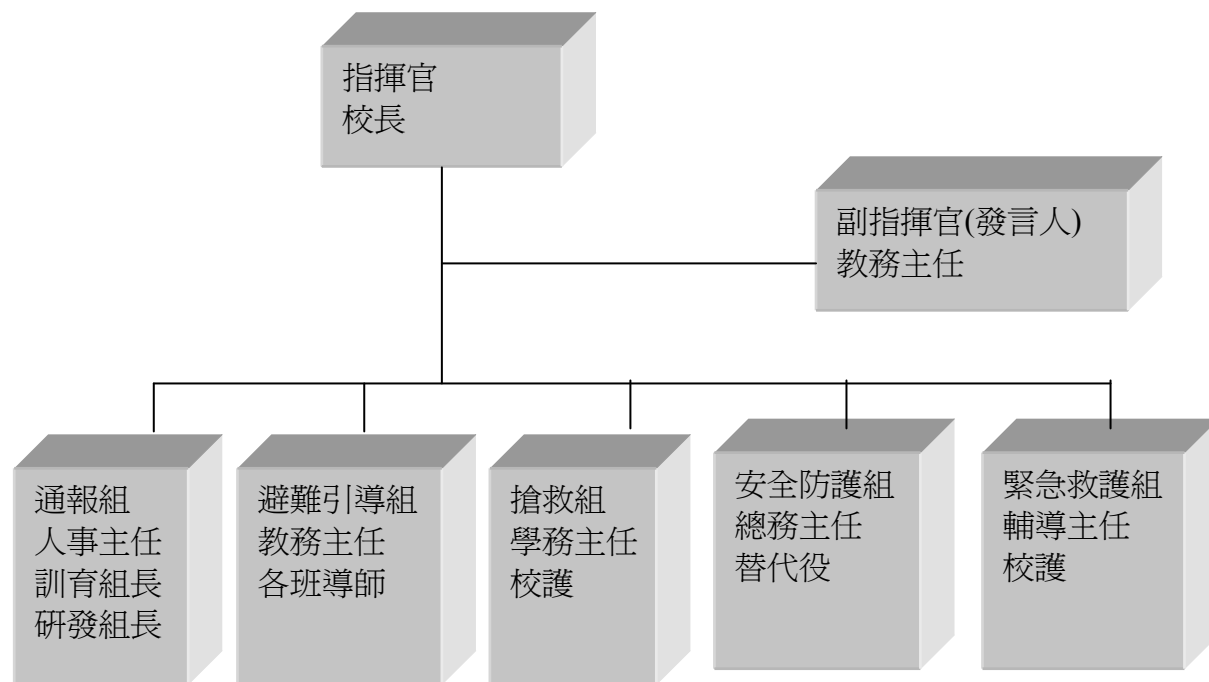 指揮官
校長
副指揮官(發言人)
教務主任
通報組
人事主任
訓育組長
研發組長
避難引導組
教務主任
各班導師
搶救組
學務主任
校護
安全防護組
總務主任
替代役
緊急救護組
輔導主任
校護